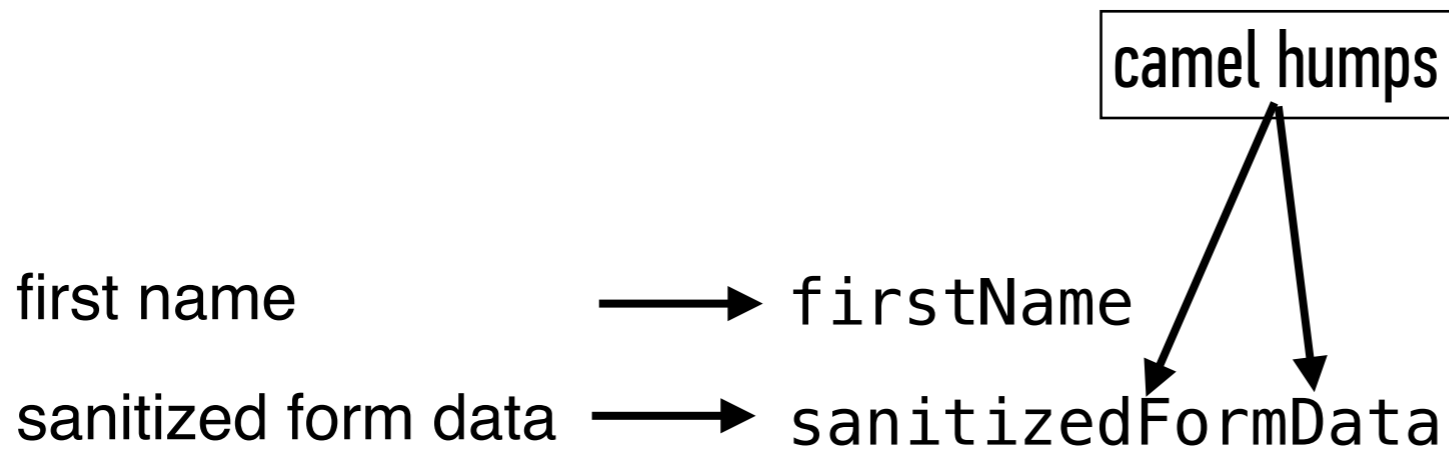 camel humps
first name firstName
sanitized form data sanitizedFormData